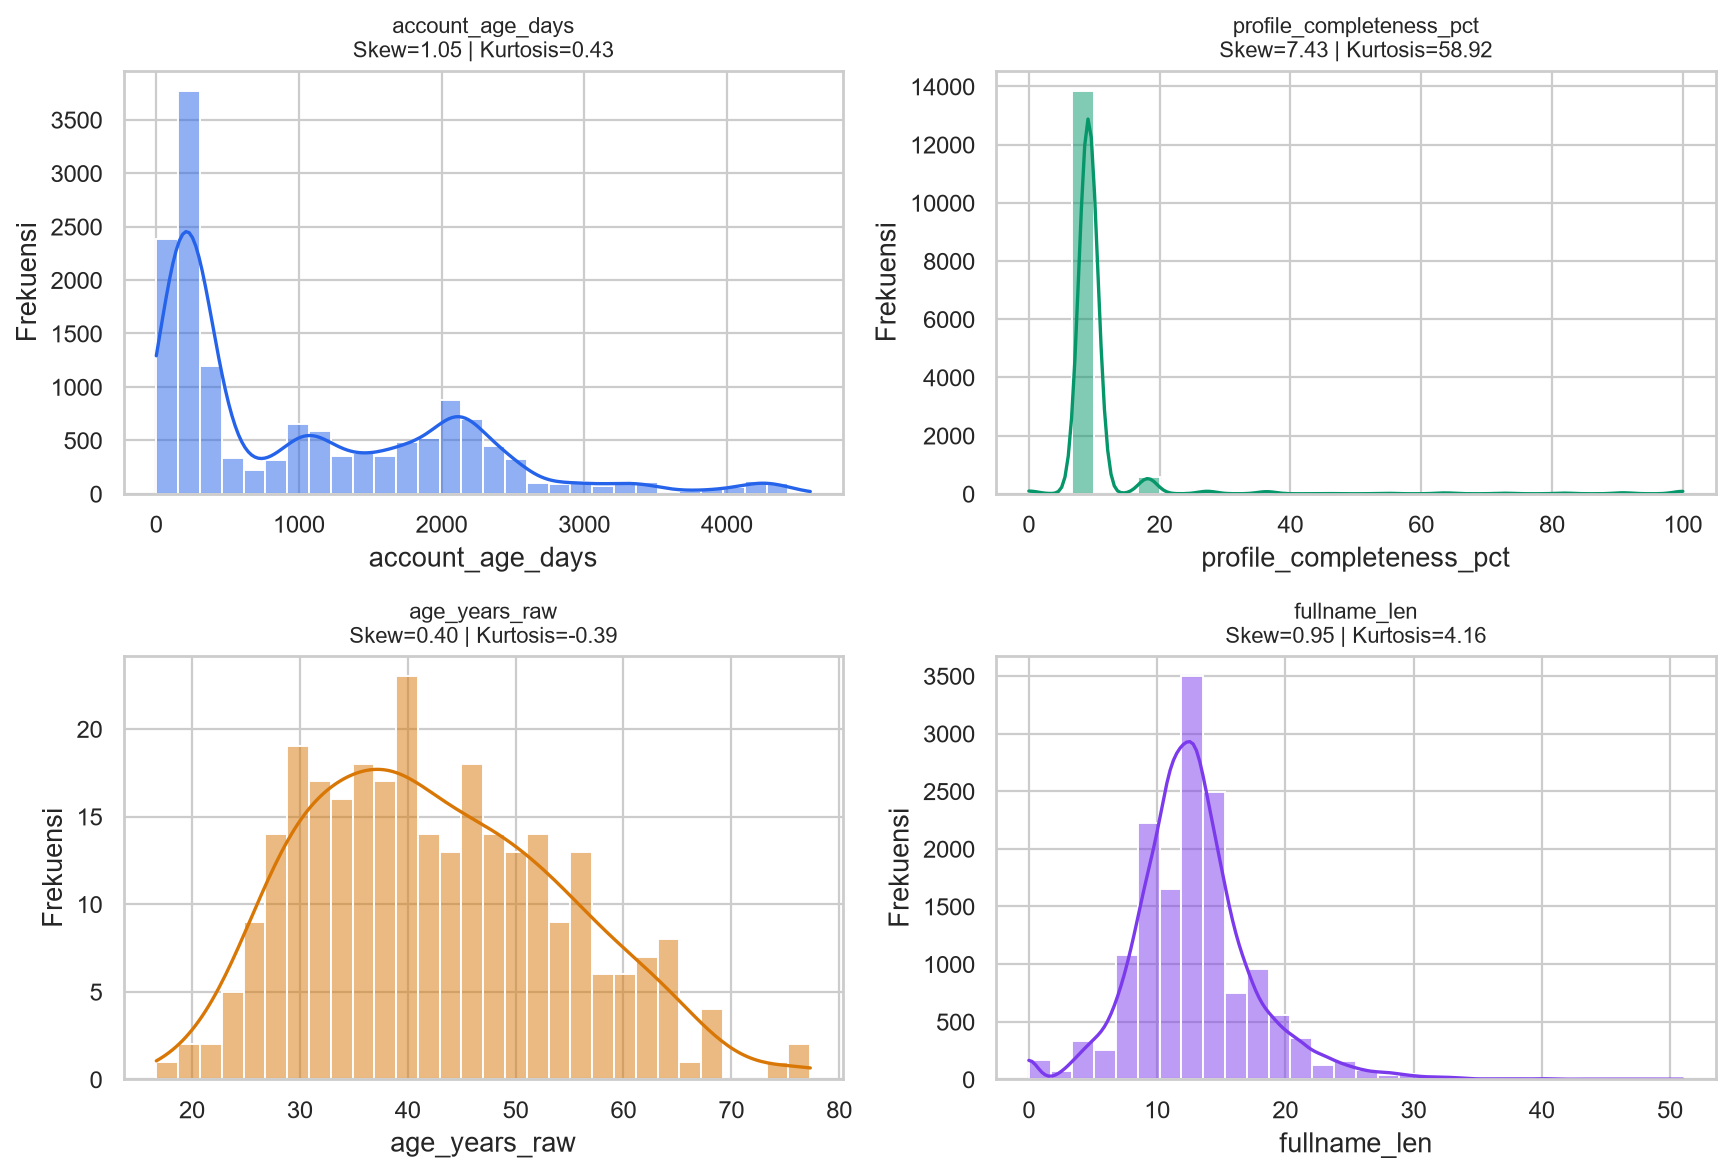 account_age_days
Skew=1.05 | Kurtosis=0.43
3500
3000
2500
2000
1500
1000
500
0
Frekuensi
0 1000 2000 3000 4000
account_age_days
profile_completeness_pct
Skew=7.43 | Kurtosis=58.92
14000
12000
10000
8000
6000
4000
2000
0
Frekuensi
0 20 40 60 80 100
profile_completeness_pct
age_years_raw
Skew=0.40 | Kurtosis=-0.39
20
15
10
5
0
Frekuensi
20 30 40 50 60 70 80
age_years_raw
fullname_len
Skew=0.95 | Kurtosis=4.16
3500
3000
2500
2000
1500
1000
500
0
Frekuensi
0 10 20 30 40 50
fullname_len